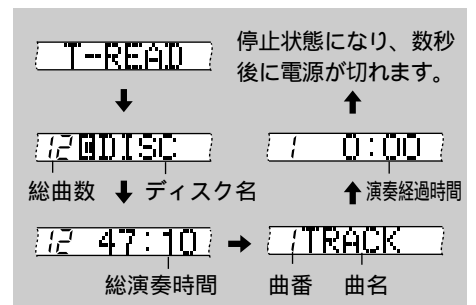 T-READ
停止状態になり、数秒
後に電源が切れます。
12 DISC
1 0:00
総曲数
ディスク名
演奏経過時間
12 47:10
1 TRACK
総演奏時間
曲番
曲名